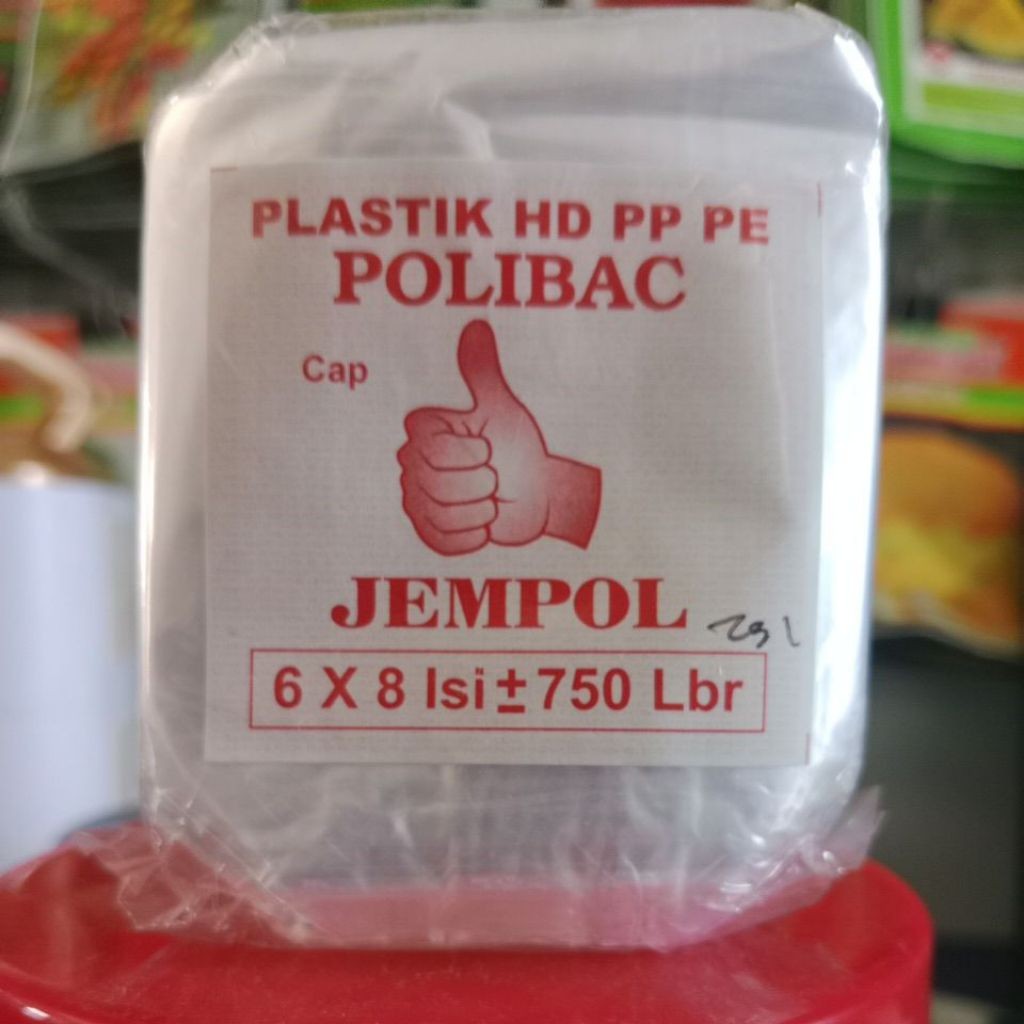 PLASTIK HD PP PE
POLIBAC
Cap
JEMPOL
6 X 8 Isi ± 750 Lbr